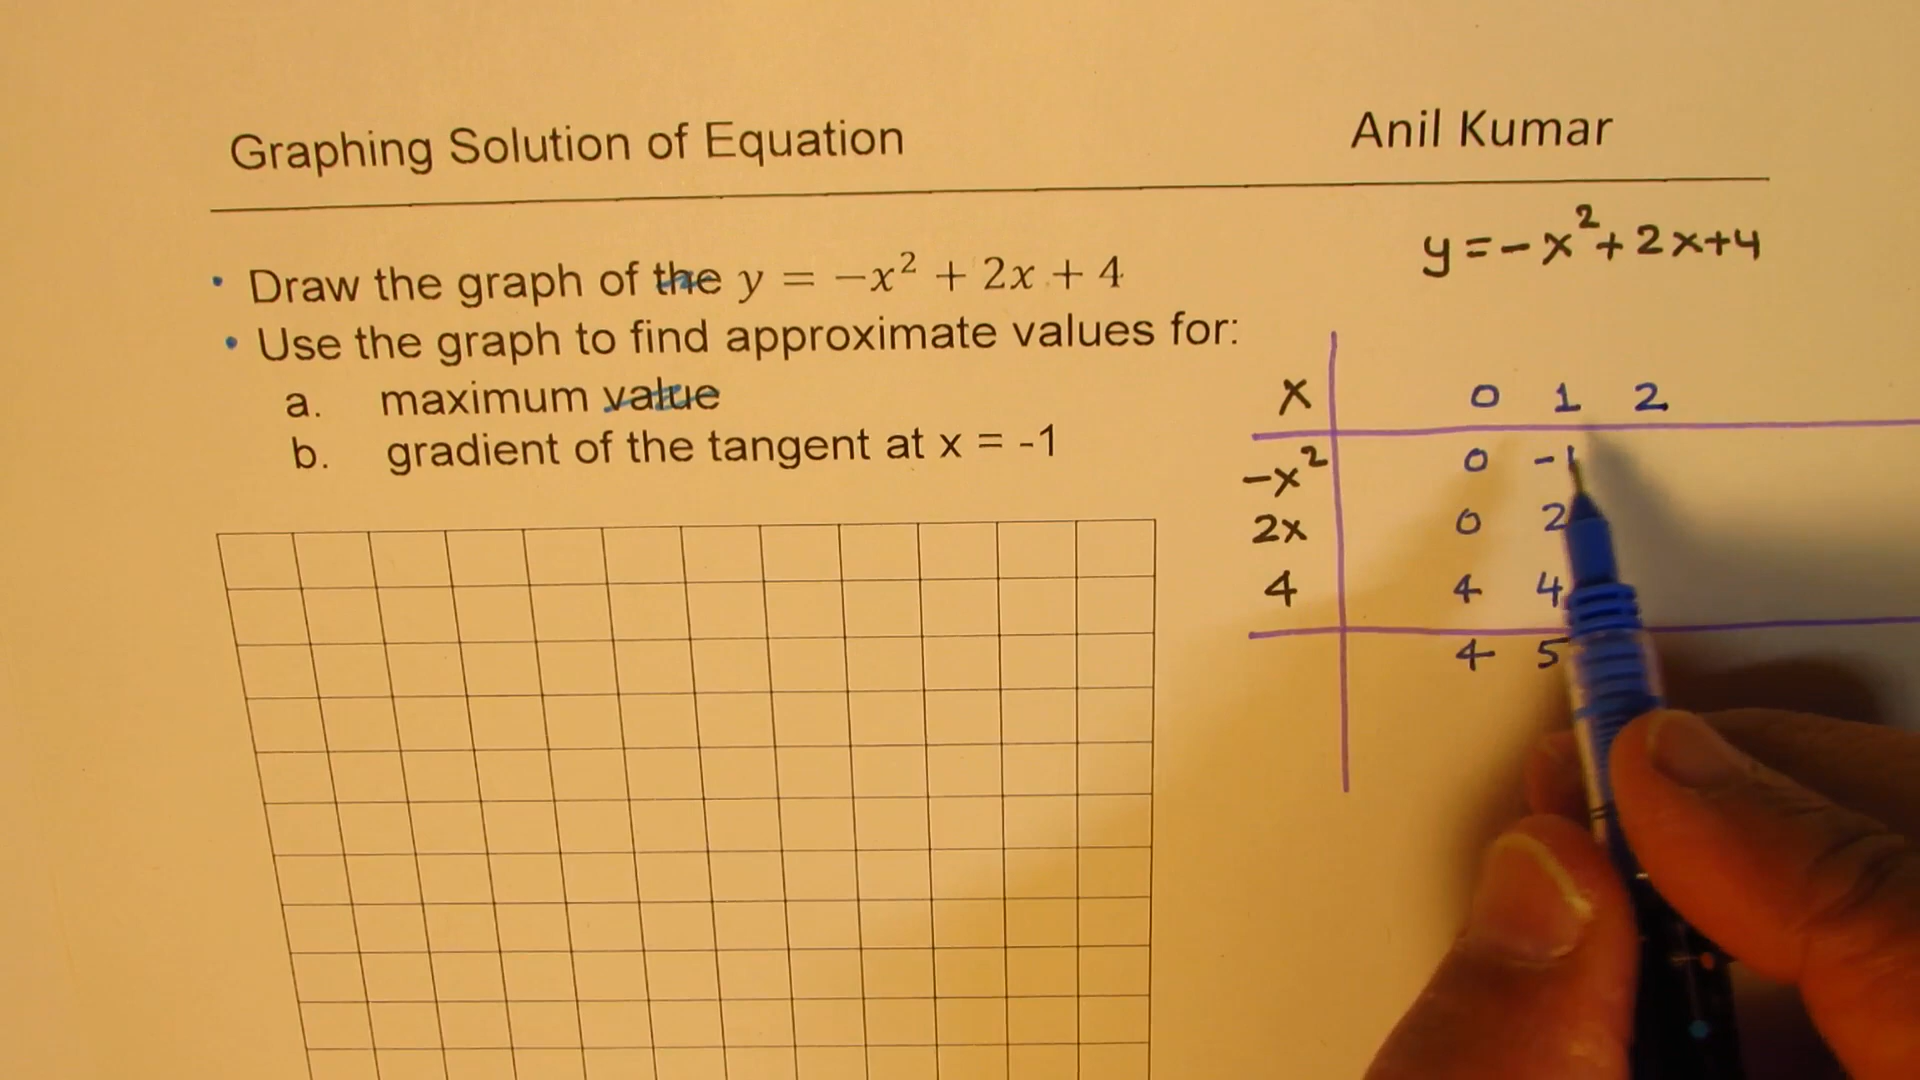 Graphing Solution of Equation Anil Kumar
• Draw the graph of the y = −x² + 2x + 4
y = -x² + 2x + 4
• Use the graph to find approximate values for:
a. maximum value
b. gradient of the tangent at x = -1
x 0 1 2
-x² 0 -1
2x 0 2
4 4 4
4 5